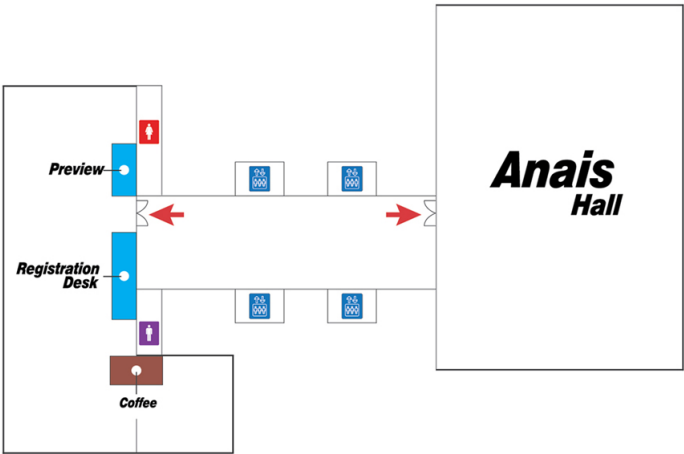 Anais
Hall
Preview
Registration
Desk
Coffee